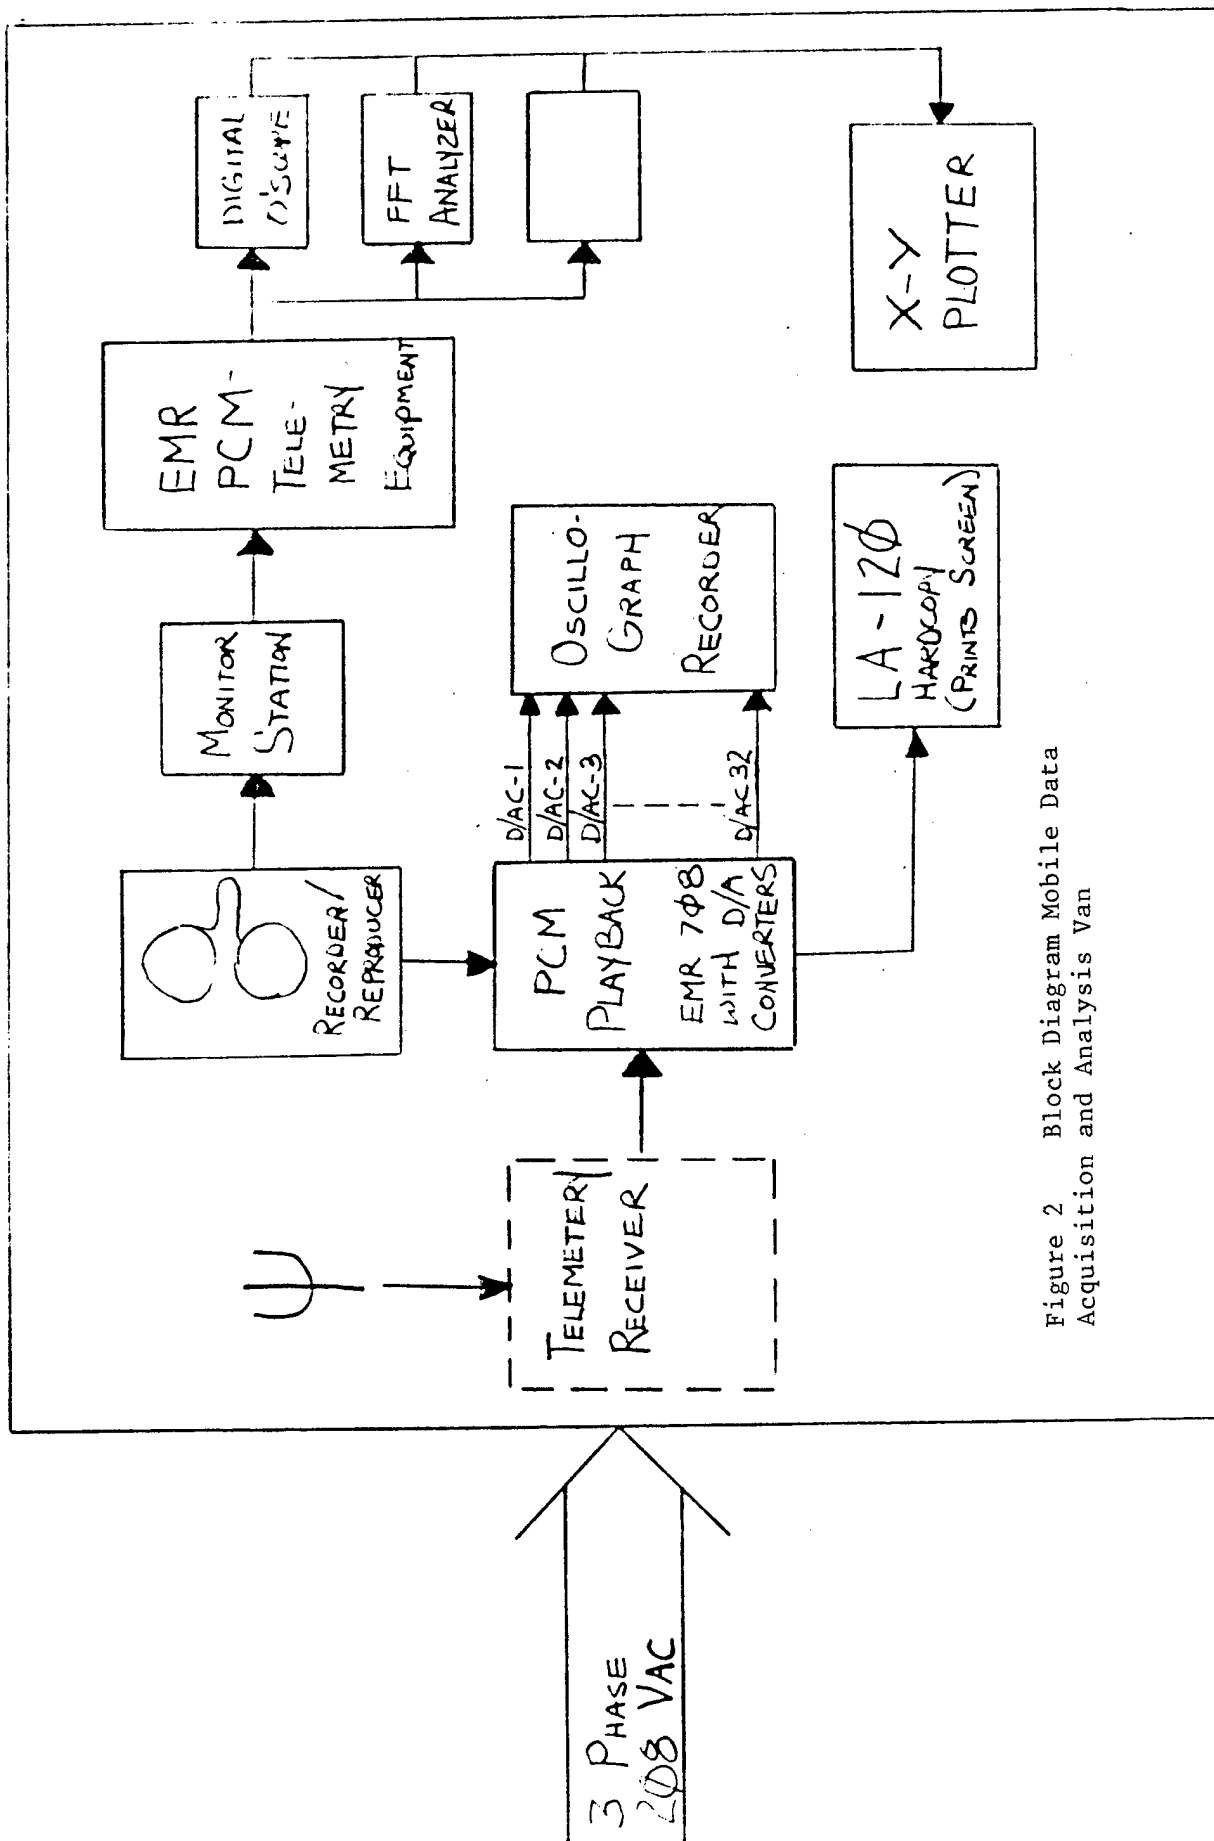 3 PHASE
2Ø8 VAC
TELEMETERY
RECEIVER
RECORDER/
REPRODUCER
MONITOR
STATION
EMR
PCM-
TELE-
METRY
EQUIPMENT
DIGITAL
O'SCOPE
FFT
ANALYZER
PCM
PLAYBACK
EMR 7Ø8
WITH D/A
CONVERTERS
D/AC-1
D/AC-2
D/AC-3
D/AC 32
OSCILLO-
GRAPH
RECORDER
LA-12Ø
HARDCOPY
(PRINTS SCREEN)
X-Y
PLOTTER
Figure 2 Block Diagram Mobile Data
Acquisition and Analysis Van